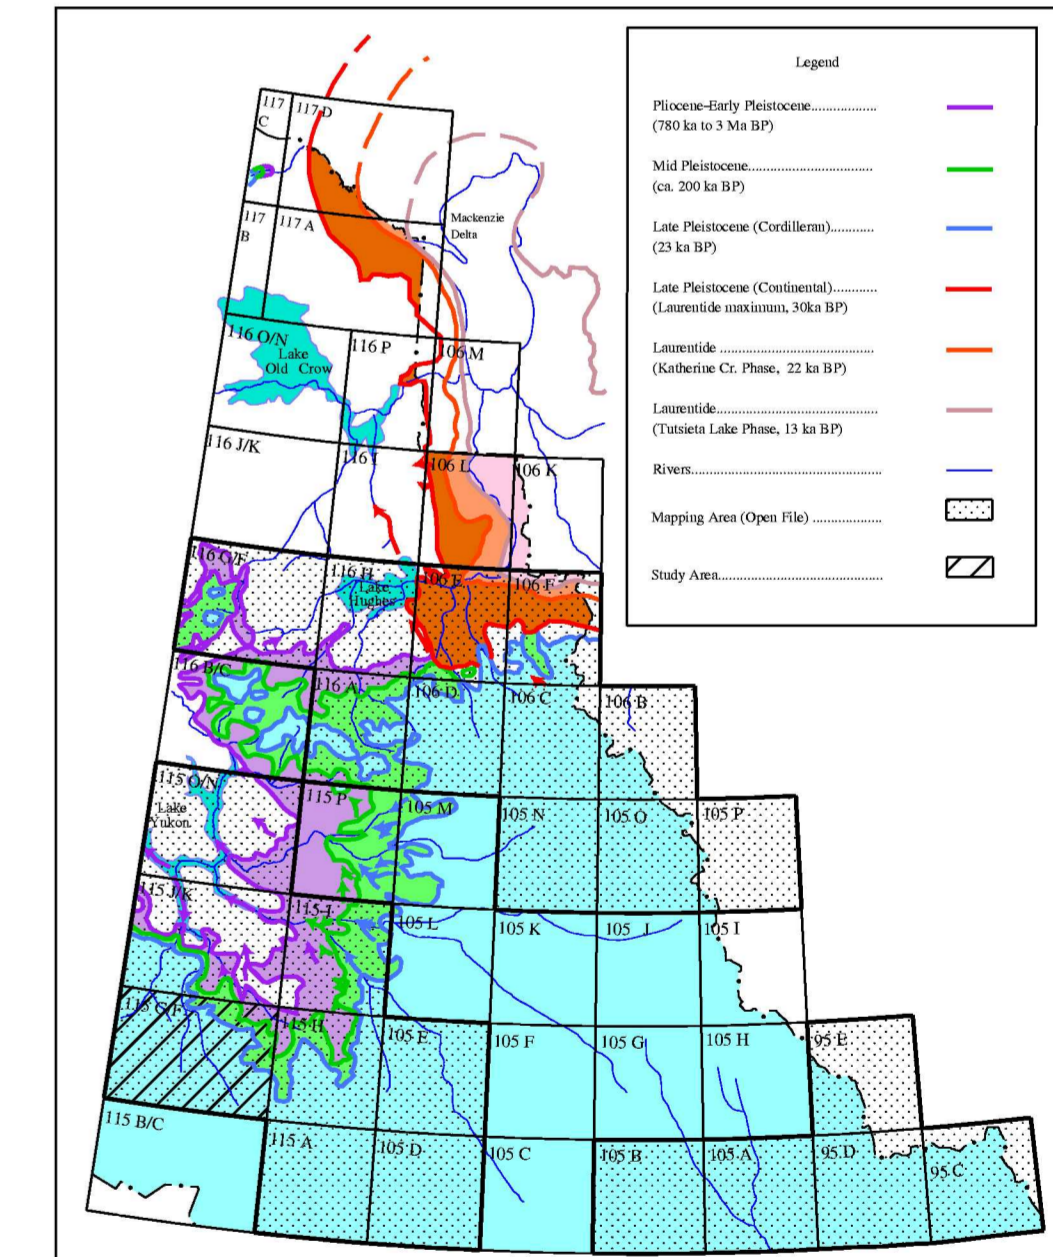 Legend
Pliocene-Early Pleistocene..................
(780 ka to 3 Ma BP)
Mid Pleistocene..................................
(ca. 200 ka BP)
Late Pleistocene (Cordilleran)............
(23 ka BP)
Late Pleistocene (Continental)............
(Laurentide maximum, 30ka BP)
Laurentide ..........................................
(Katherine Cr. Phase, 22 ka BP)
Laurentide............................................
(Tutsieta Lake Phase, 13 ka BP)
Rivers....................................................
Mapping Area (Open File) ...................
Study Area.............................................
117
C
117 D
117
B
117 A
Mackenzie
Delta
116 O/N
Lake
Old Crow
116 P
106 M
116 J/K
116 I
106 L
106 K
116 G/F
116 H
Lake
Hughes
106 E
106 F
116 B/C
116 A
106 D
106 C
106 B
115 O/N
Lake
Yukon
115 P
105 M
105 N
105 O
105 P
115 J/K
115 I
105 L
105 K
105 J
105 I
115 G/F
115 H
105 E
105 F
105 G
105 H
95 E
115 B/C
115 A
105 D
105 C
105 B
105 A
95 D
95 C